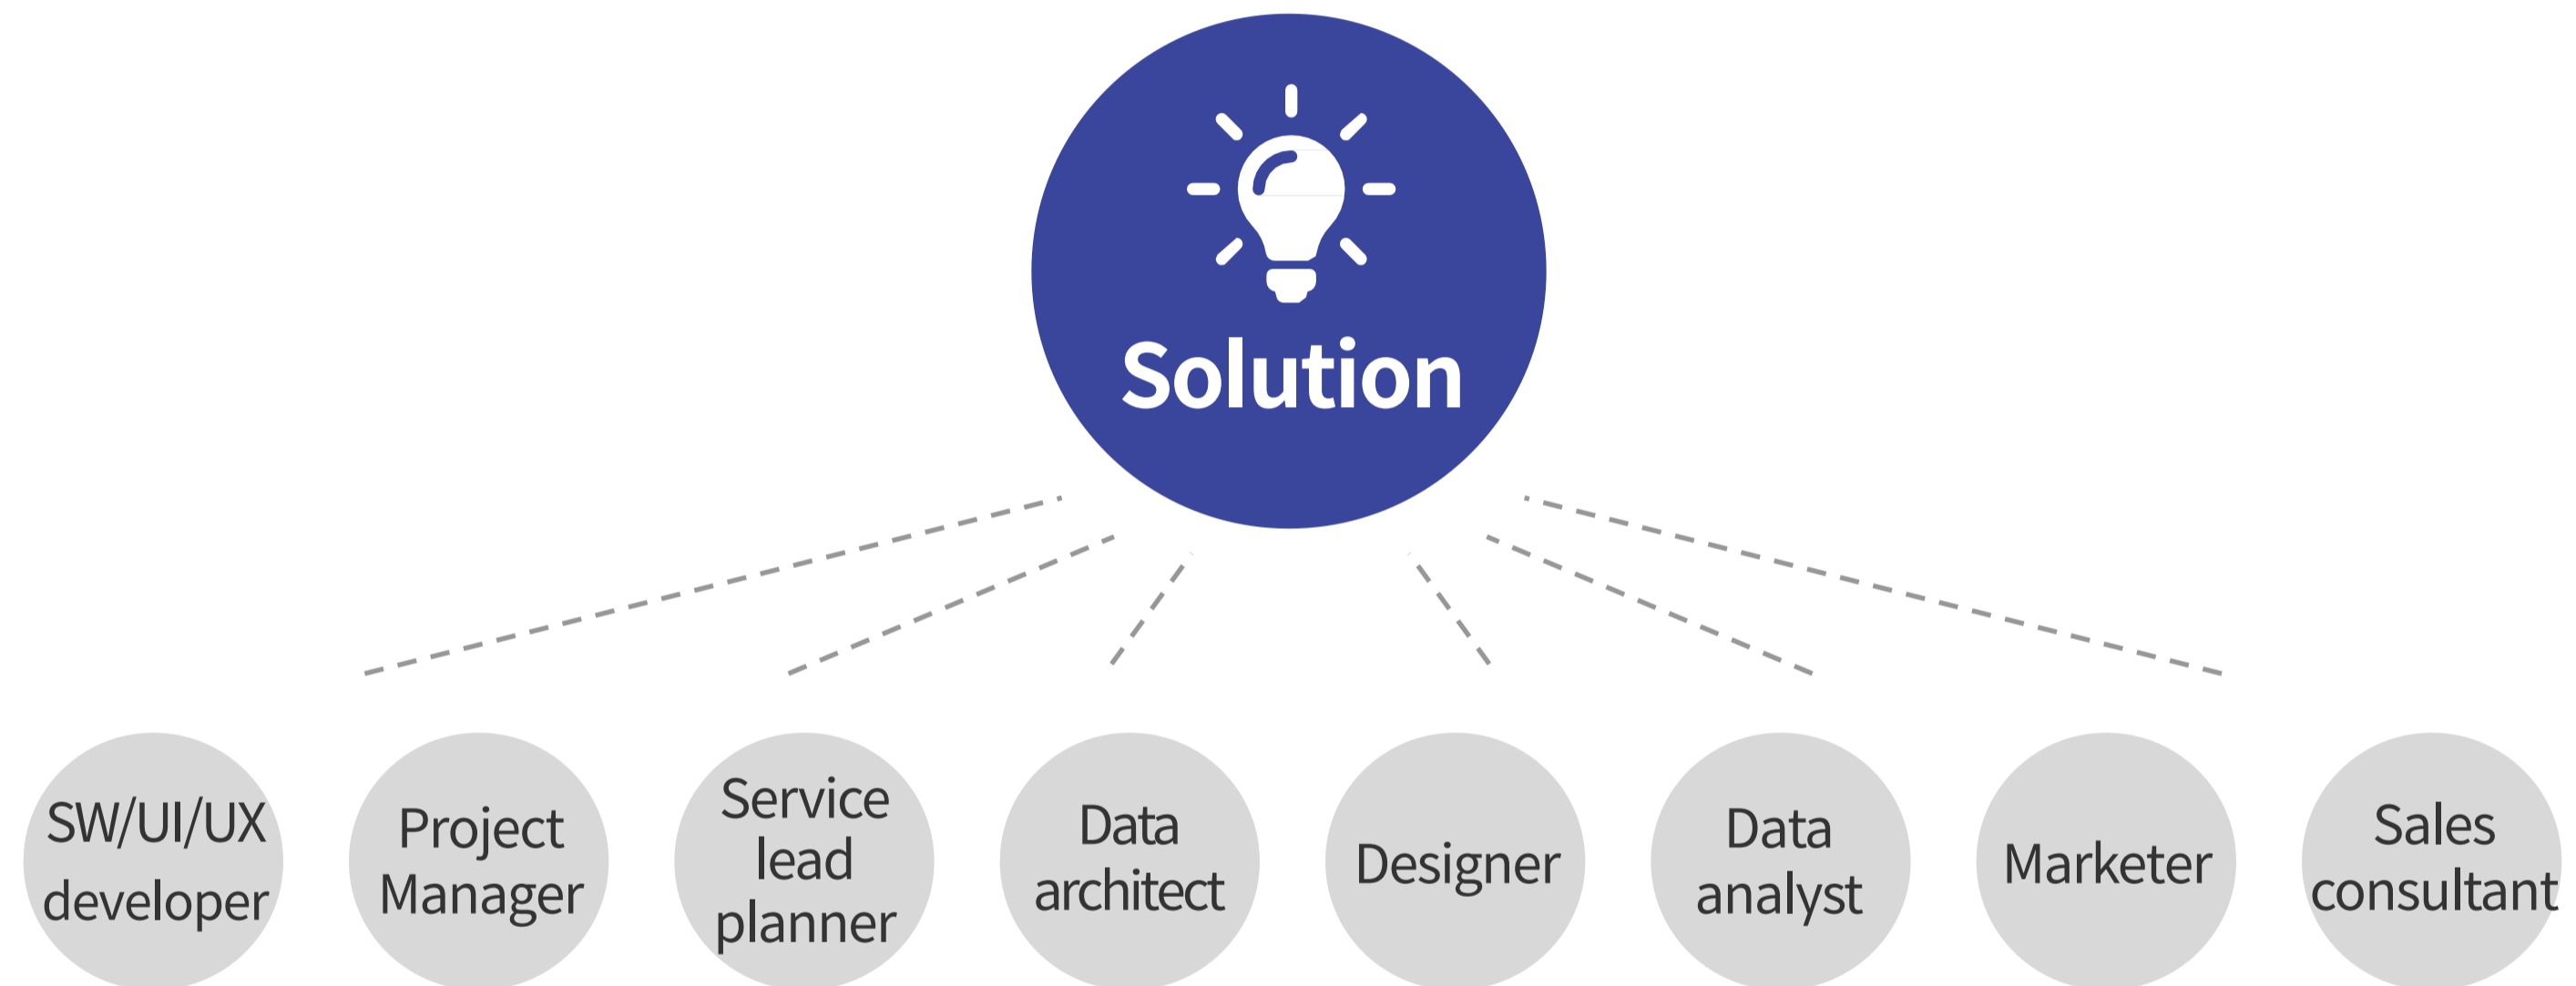 Solution
SW/UI/UX
developer
Project
Manager
Service
lead
planner
Data
architect
Designer
Data
analyst
Marketer
Sales
consultant